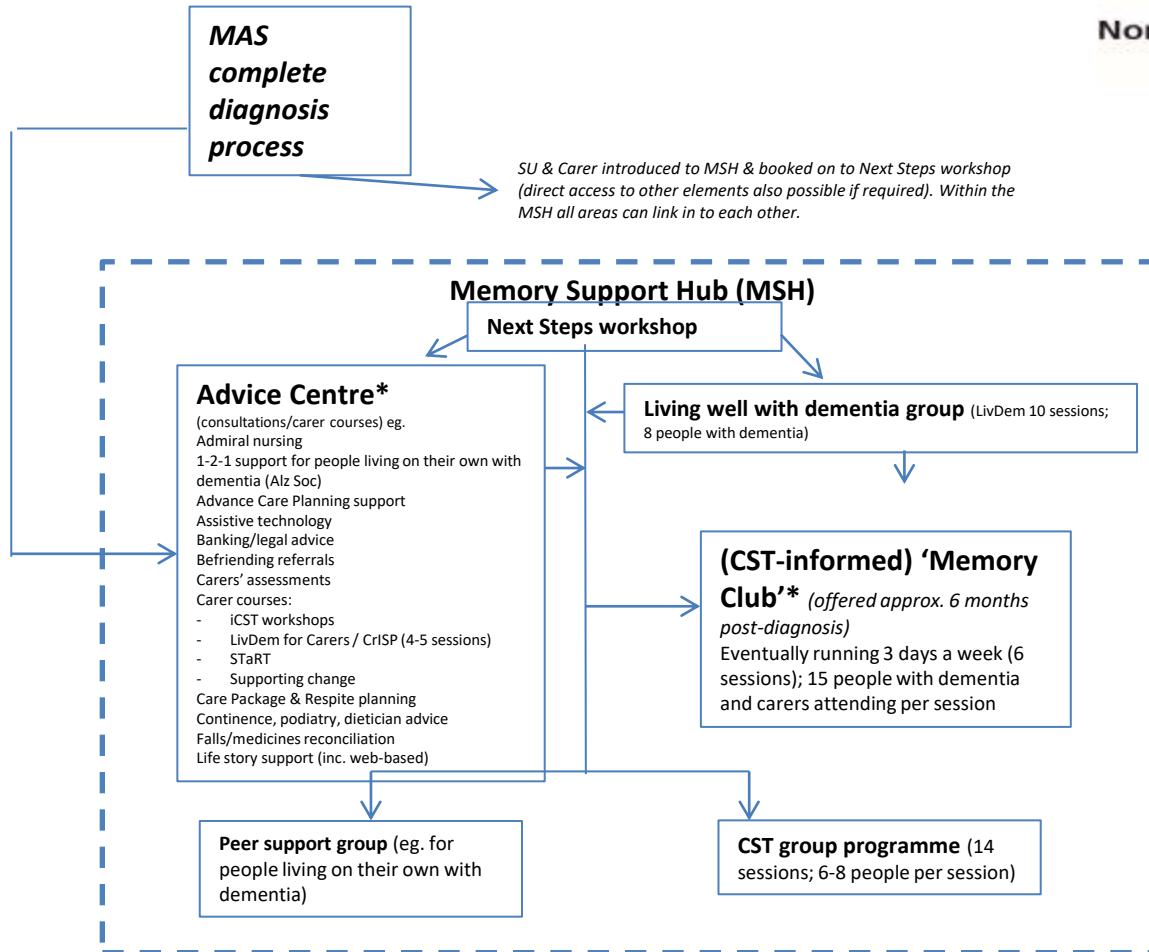 MAS
complete
diagnosis
process
SU & Carer introduced to MSH & booked on to Next Steps workshop
(direct access to other elements also possible if required). Within the
MSH all areas can link in to each other.
Memory Support Hub (MSH)
Next Steps workshop
Advice Centre*
(consultations/carer courses) eg.
Admiral nursing
1-2-1 support for people living on their own with
dementia (Alz Soc)
Advance Care Planning support
Assistive technology
Banking/legal advice
Befriending referrals
Carers’ assessments
Carer courses:
- iCST workshops
- LivDem for Carers / CrISP (4-5 sessions)
- STaRT
- Supporting change
Care Package & Respite planning
Continence, podiatry, dietician advice
Falls/medicines reconciliation
Life story support (inc. web-based)
Living well with dementia group (LivDem 10 sessions;
8 people with dementia)
(CST-informed) ‘Memory
Club’* (offered approx. 6 months
post-diagnosis)
Eventually running 3 days a week (6
sessions); 15 people with dementia
and carers attending per session
Peer support group (eg. for
people living on their own with
dementia)
CST group programme (14
sessions; 6-8 people per session)